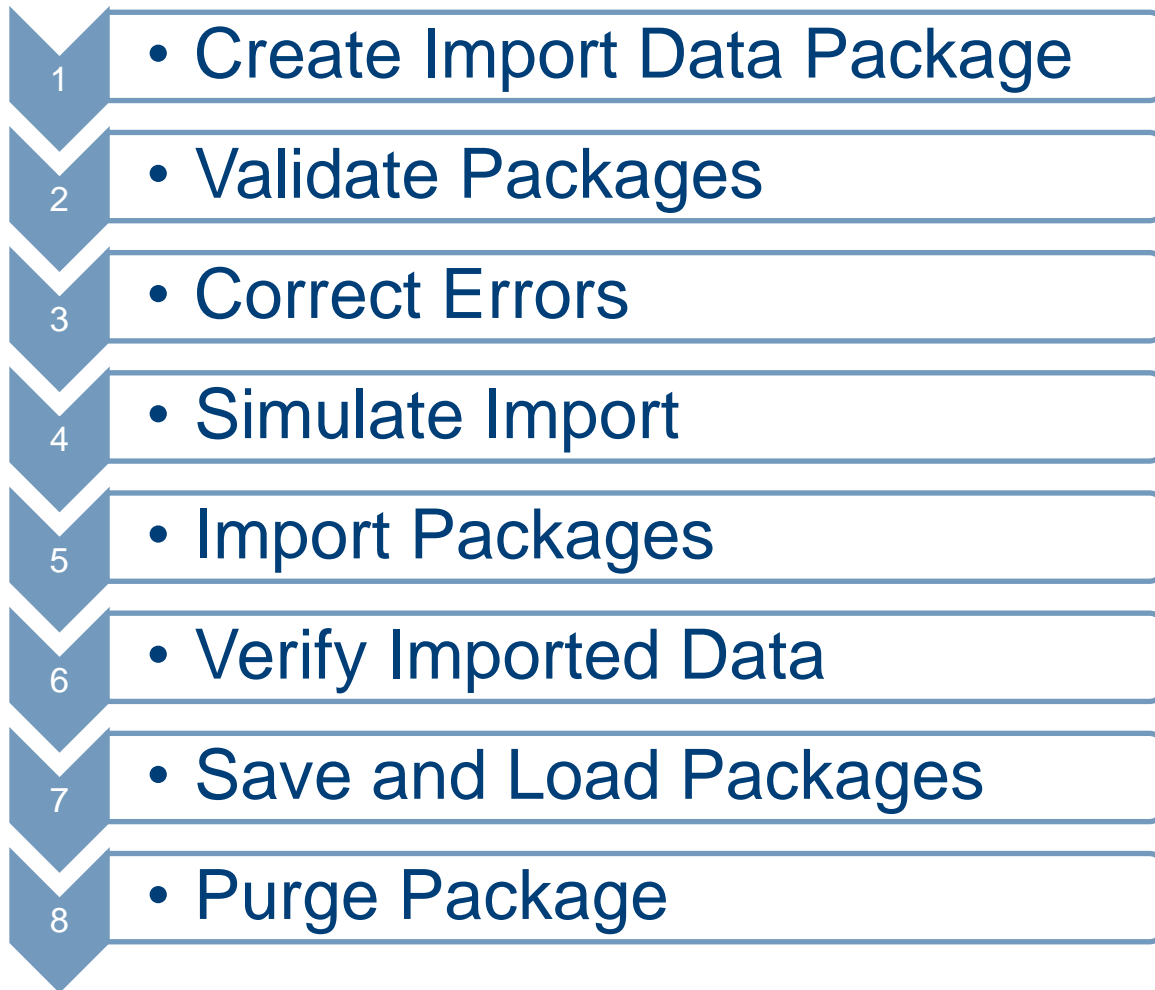 1 • Create Import Data Package
2 • Validate Packages
3 • Correct Errors
4 • Simulate Import
5 • Import Packages
6 • Verify Imported Data
7 • Save and Load Packages
8 • Purge Package